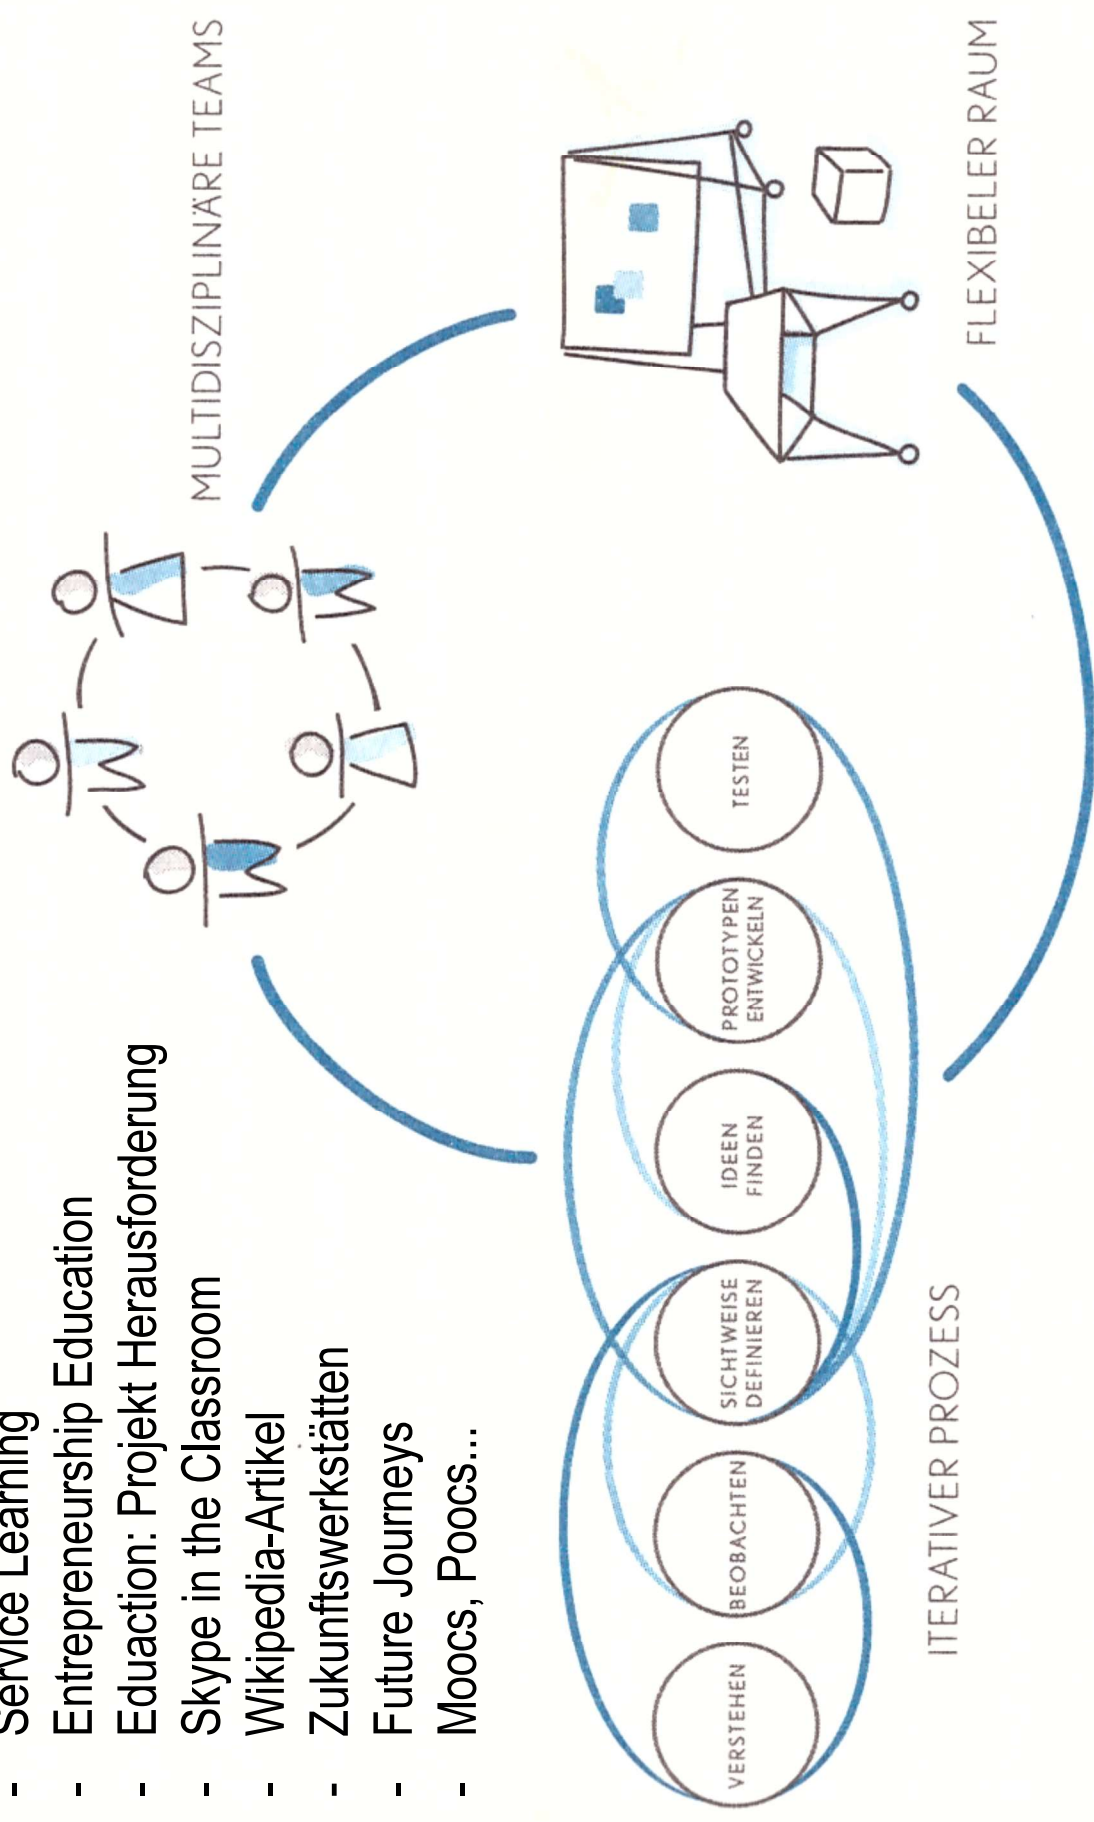 - Service Learning
- Entrepreneurship Education
- Eduaction: Projekt Herausforderung
- Skype in the Classroom
- Wikipedia-Artikel
- Zukunftswerkstätten
- Future Journeys
- Moocs, Poocs...
MULTIDISZIPLINÄRE TEAMS
VERSTEHEN
BEOBACHTEN
SICHTWEISE
DEFINIEREN
IDEEN
FINDEN
PROTOTYPEN
ENTWICKELN
TESTEN
ITERATIVER PROZESS
FLEXIBELER RAUM